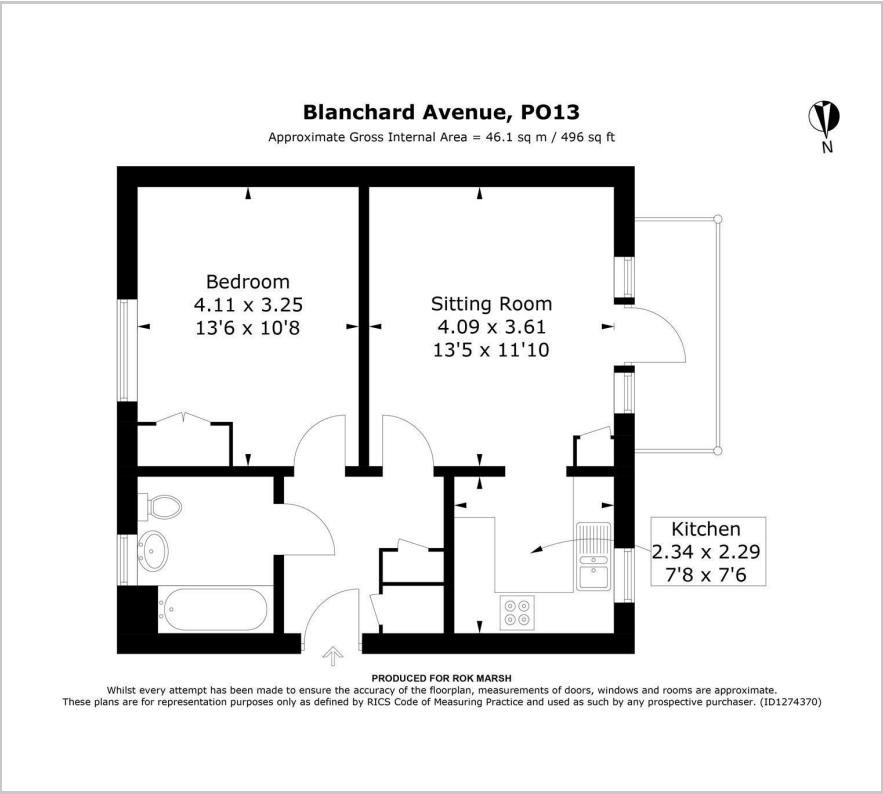 Blanchard Avenue, PO13
Approximate Gross Internal Area = 46.1 sq m / 496 sq ft
N
Bedroom
4.11 x 3.25
13'6 x 10'8
Sitting Room
4.09 x 3.61
13'5 x 11'10
Kitchen
2.34 x 2.29
7'8 x 7'6
PRODUCED FOR ROK MARSH
Whilst every attempt has been made to ensure the accuracy of the floorplan, measurements of doors, windows and rooms are approximate.
These plans are for representation purposes only as defined by RICS Code of Measuring Practice and used as such by any prospective purchaser. (ID1274370)